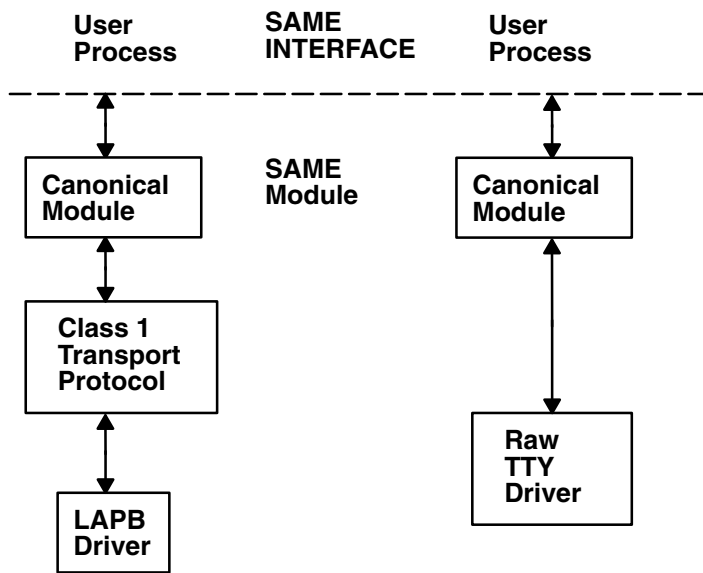 User
Process
SAME
INTERFACE
User
Process
Canonical
Module
SAME
Module
Canonical
Module
Class 1
Transport
Protocol
Raw
TTY
Driver
LAPB
Driver